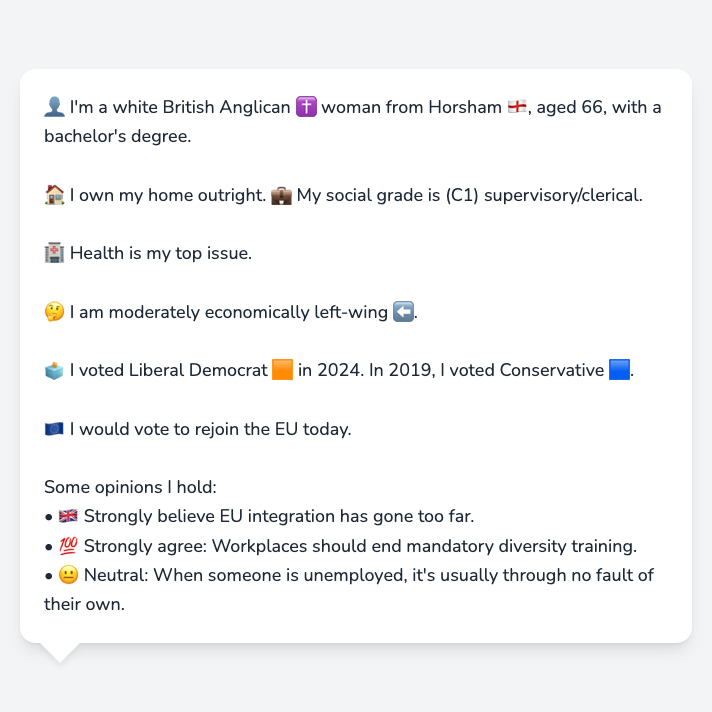 👤 I'm a white British Anglican ✝️ woman from Horsham 🏴󠁧󠁢󠁥󠁮󠁧󠁿, aged 66, with a
bachelor's degree.
🏠 I own my home outright. 💼 My social grade is (C1) supervisory/clerical.
🏥 Health is my top issue.
🤔 I am moderately economically left-wing ⬅️.
🗳️ I voted Liberal Democrat 🟧 in 2024. In 2019, I voted Conservative 🟦.
🇪🇺 I would vote to rejoin the EU today.
Some opinions I hold:
• 🇬🇧 Strongly believe EU integration has gone too far.
• 💯 Strongly agree: Workplaces should end mandatory diversity training.
• 😐 Neutral: When someone is unemployed, it's usually through no fault of
their own.